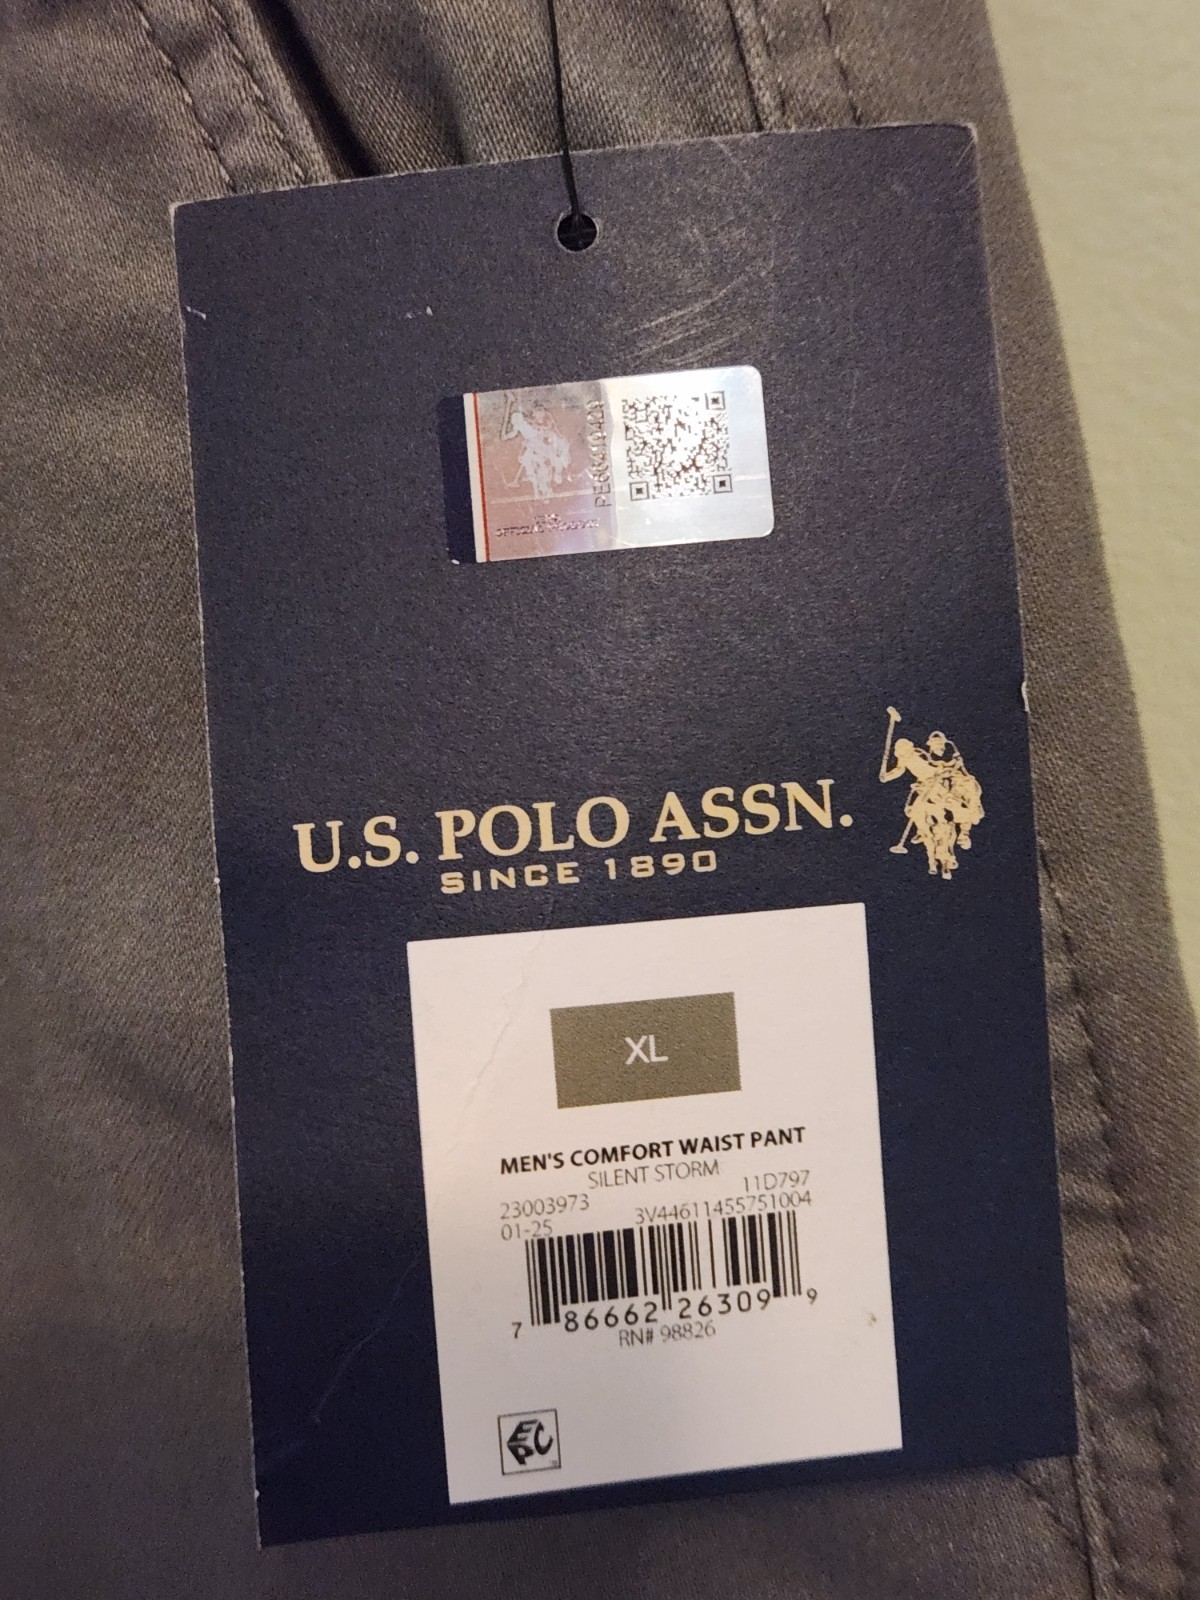 U.S. POLO ASSN.
SINCE 1890
XL
MEN'S COMFORT WAIST PANT
SILENT STORM
23003973 11D797
01-25 3V44611455751004
7 86662 26309 9
RN# 98826
EPC